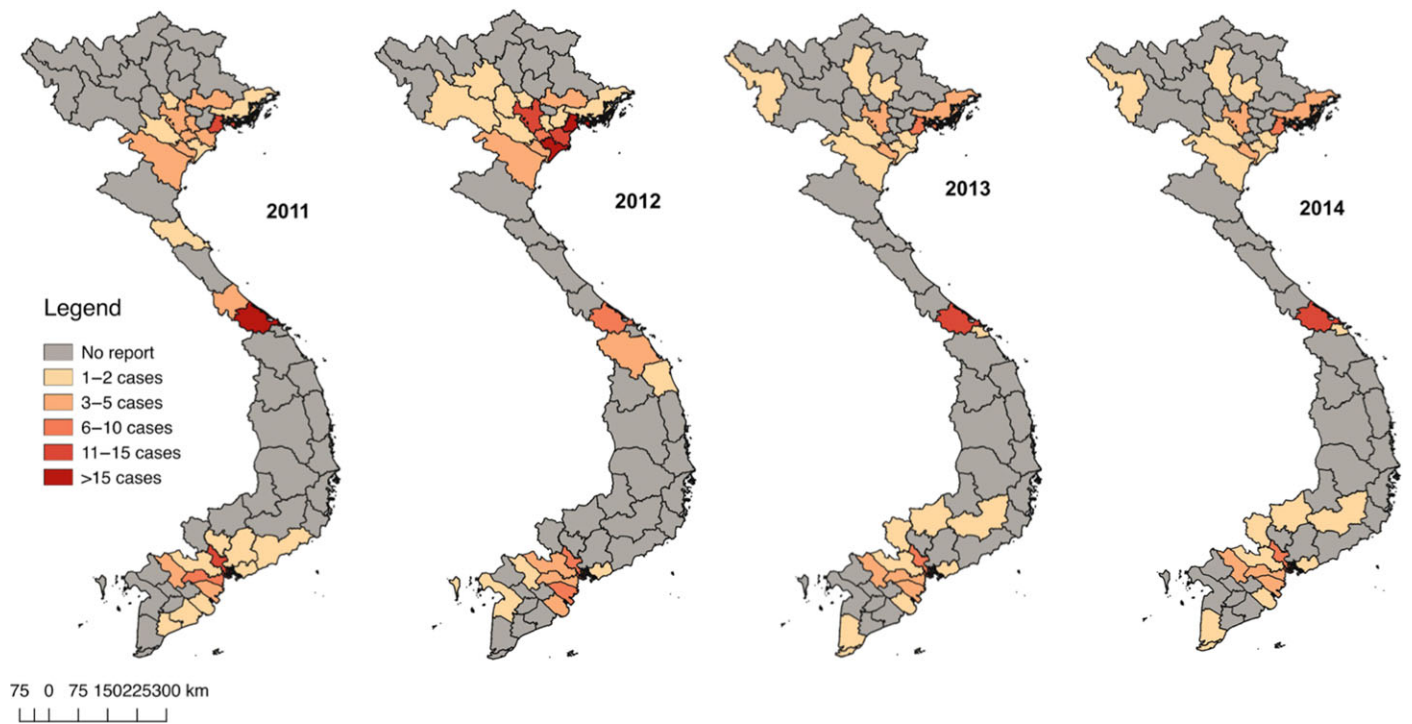 2011
2012
2013
2014
Legend
No report
1–2 cases
3–5 cases
6–10 cases
11–15 cases
>15 cases
75 0 75 150225300 km